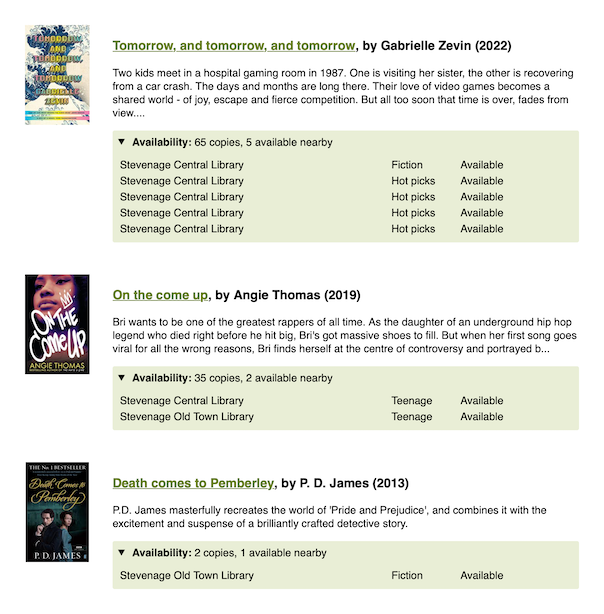 TOMORROW,
AND
TOMORROW,
AND
TOMORROW
GABRIELLE
ZEVIN
Tomorrow, and tomorrow, and tomorrow, by Gabrielle Zevin (2022)
Two kids meet in a hospital gaming room in 1987. One is visiting her sister, the other is recovering
from a car crash. The days and months are long there. Their love of video games becomes a
shared world - of joy, escape and fierce competition. But all too soon that time is over, fades from
view....
▼ Availability: 65 copies, 5 available nearby
Stevenage Central Library Fiction Available
Stevenage Central Library Hot picks Available
Stevenage Central Library Hot picks Available
Stevenage Central Library Hot picks Available
Stevenage Central Library Hot picks Available
ON THE
COME UP
ANGIE THOMAS
On the come up, by Angie Thomas (2019)
Bri wants to be one of the greatest rappers of all time. As the daughter of an underground hip hop
legend who died right before he hit big, Bri's got massive shoes to fill. But when her first song goes
viral for all the wrong reasons, Bri finds herself at the centre of controversy and portrayed b...
▼ Availability: 35 copies, 2 available nearby
Stevenage Central Library Teenage Available
Stevenage Old Town Library Teenage Available
THE No. 1 BESTSELLER
Death Comes to
Pemberley
P. D. JAMES
Death comes to Pemberley, by P. D. James (2013)
P.D. James masterfully recreates the world of 'Pride and Prejudice', and combines it with the
excitement and suspense of a brilliantly crafted detective story.
▼ Availability: 2 copies, 1 available nearby
Stevenage Old Town Library Fiction Available